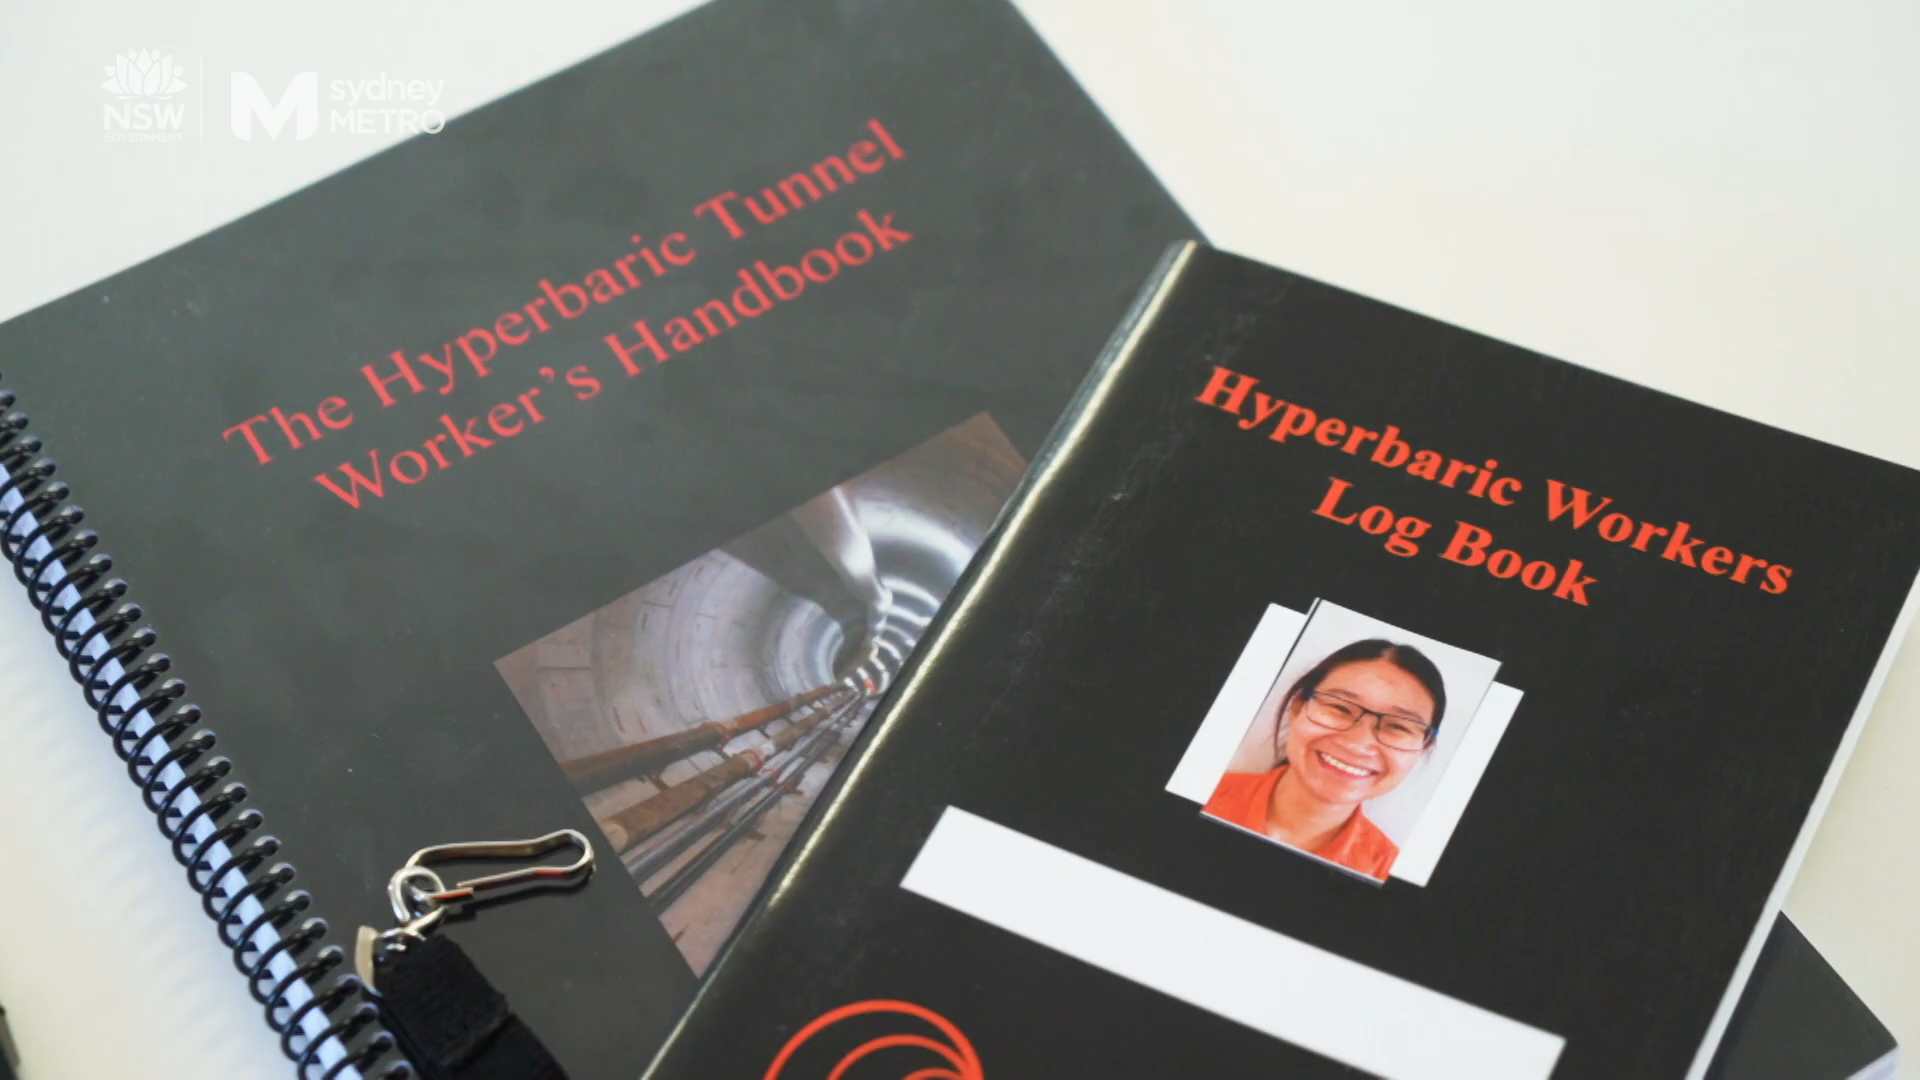 NSW
GOVERNMENT
sydney
METRO
The Hyperbaric Tunnel
Worker's Handbook
Hyperbaric Workers
Log Book